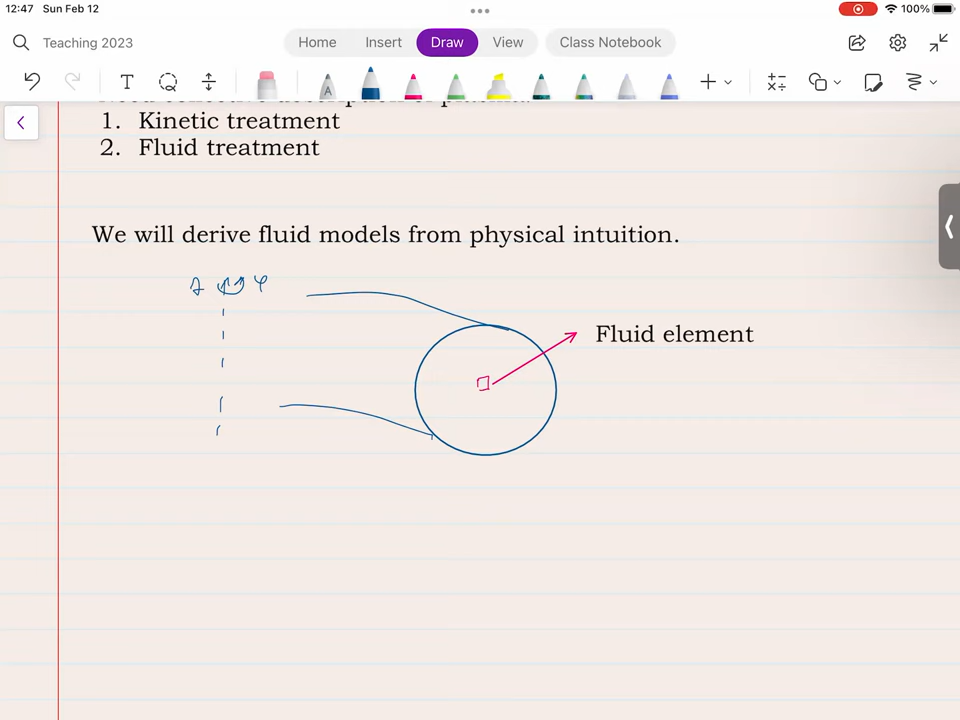 12:47 Sun Feb 12 100%
Teaching 2023 Home Insert Draw View Class Notebook
T A
1. Kinetic treatment
2. Fluid treatment
We will derive fluid models from physical intuition.
φ
Fluid element